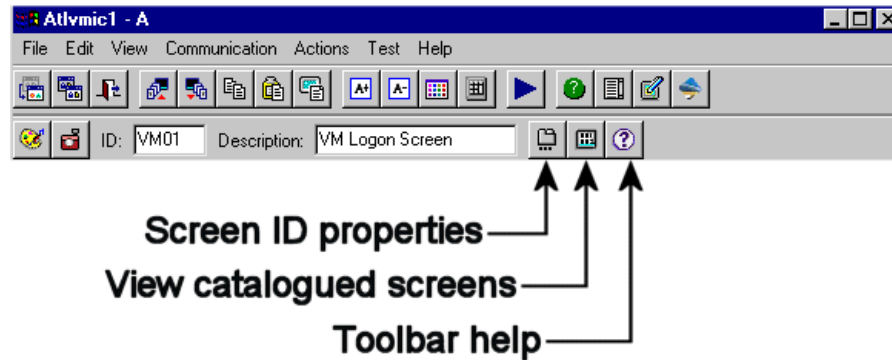 Atlvmic1 - A
File Edit View Communication Actions Test Help
A+ A-
ID: VM01 Description: VM Logon Screen
Screen ID properties
View catalogued screens
Toolbar help